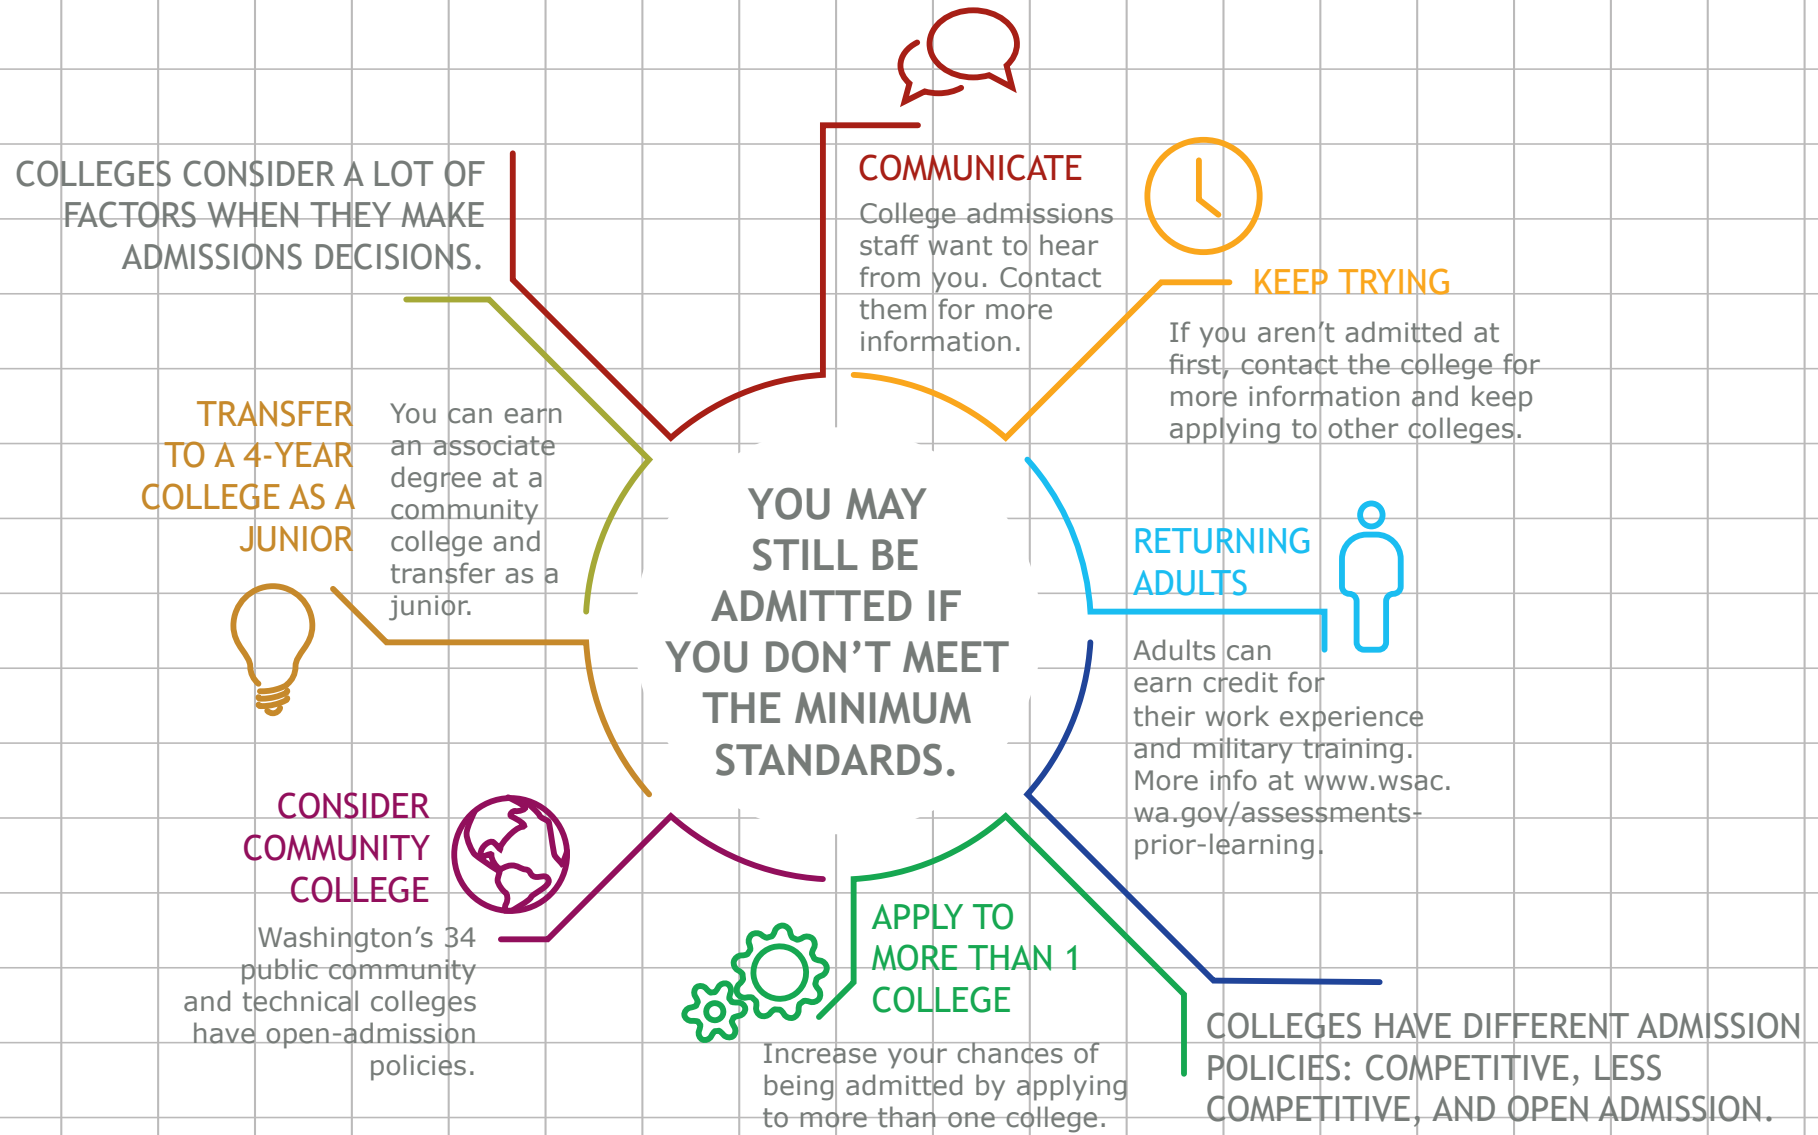 COLLEGES CONSIDER A LOT OF
FACTORS WHEN THEY MAKE
ADMISSIONS DECISIONS.
COMMUNICATE
College admissions
staff want to hear
from you. Contact
them for more
information.
KEEP TRYING
If you aren’t admitted at
first, contact the college for
more information and keep
applying to other colleges.
TRANSFER
TO A 4-YEAR
COLLEGE AS A
JUNIOR
You can earn
an associate
degree at a
community
college and
transfer as a
junior.
YOU MAY
STILL BE
ADMITTED IF
YOU DON’T MEET
THE MINIMUM
STANDARDS.
RETURNING
ADULTS
Adults can
earn credit for
their work experience
and military training.
More info at www.wsac.
wa.gov/assessments-
prior-learning.
CONSIDER
COMMUNITY
COLLEGE
Washington’s 34
public community
and technical colleges
have open-admission
policies.
APPLY TO
MORE THAN 1
COLLEGE
Increase your chances of
being admitted by applying
to more than one college.
COLLEGES HAVE DIFFERENT ADMISSION
POLICIES: COMPETITIVE, LESS
COMPETITIVE, AND OPEN ADMISSION.